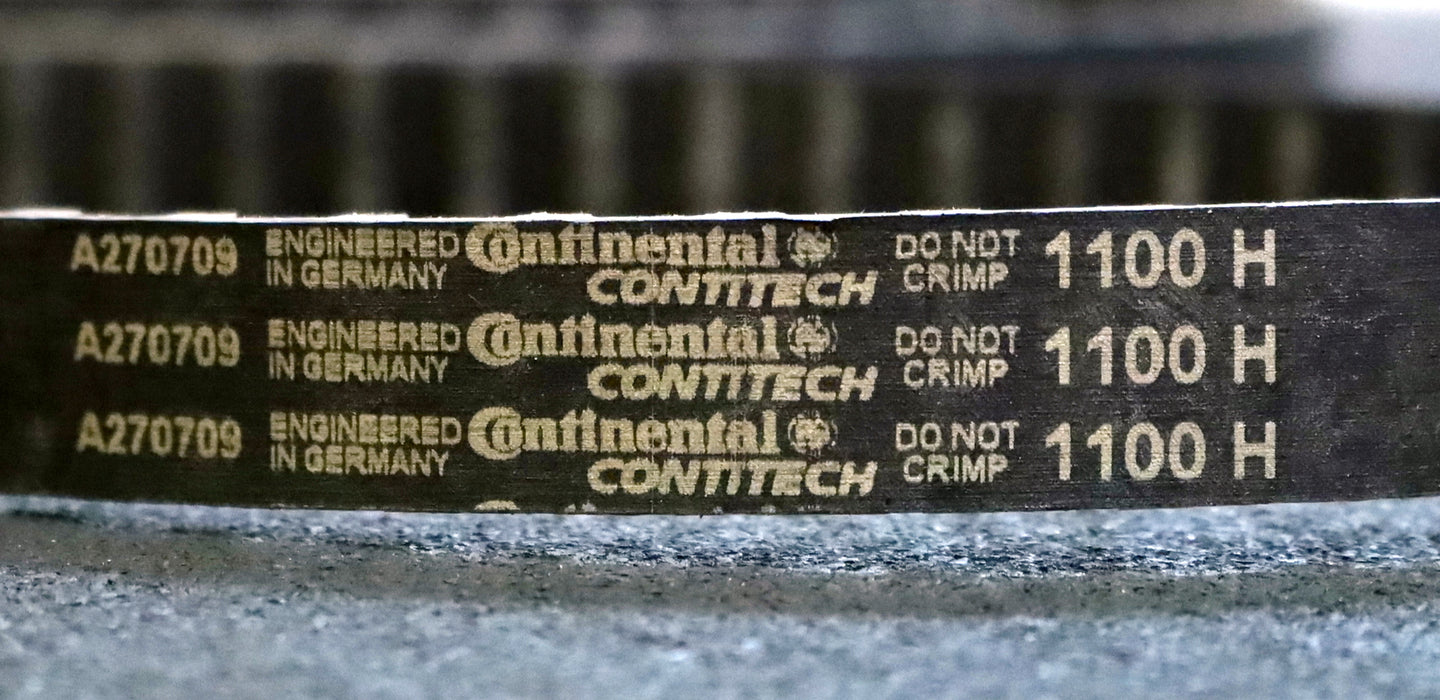 A270709 ENGINEERED IN GERMANY Continental CONTITECH DO NOT CRIMP 1100 H
A270709 ENGINEERED IN GERMANY Continental CONTITECH DO NOT CRIMP 1100 H
A270709 ENGINEERED IN GERMANY Continental CONTITECH DO NOT CRIMP 1100 H